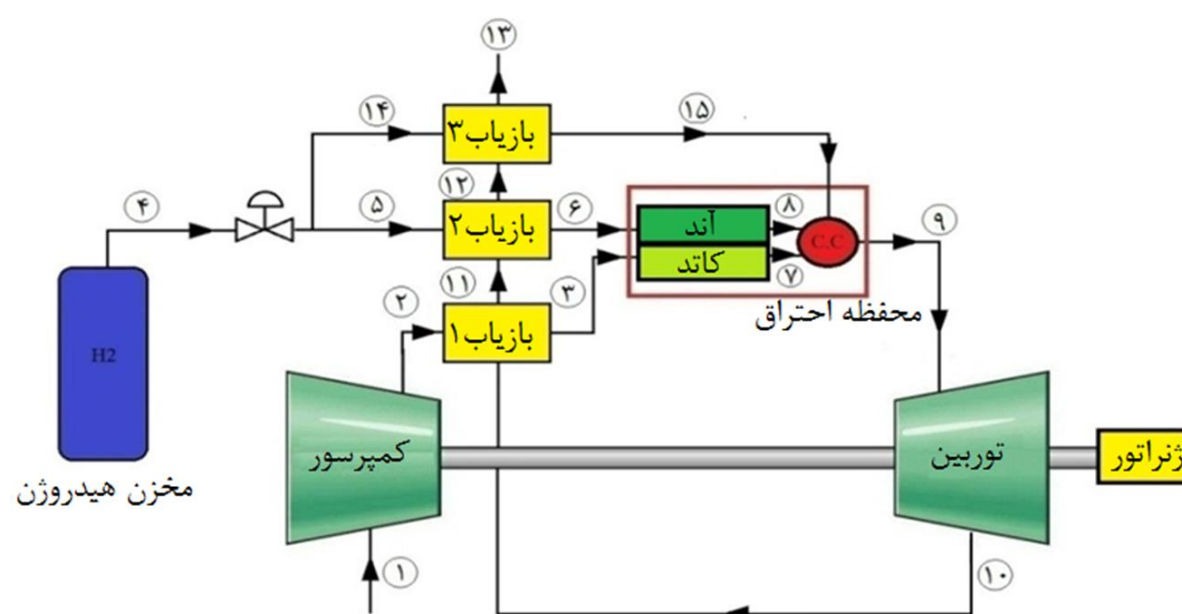 ۱۳
۱۴
۱۵
بازیاب۳
۴
۱۲
۵
۶
۸
۹
بازیاب۲
آند
C.C
کاتد
۷
۱۱
۳
۲
محفظه احتراق
بازیاب۱
H2
کمپرسور
توربین
ژنراتور
مخزن هیدروژن
۱
۱۰